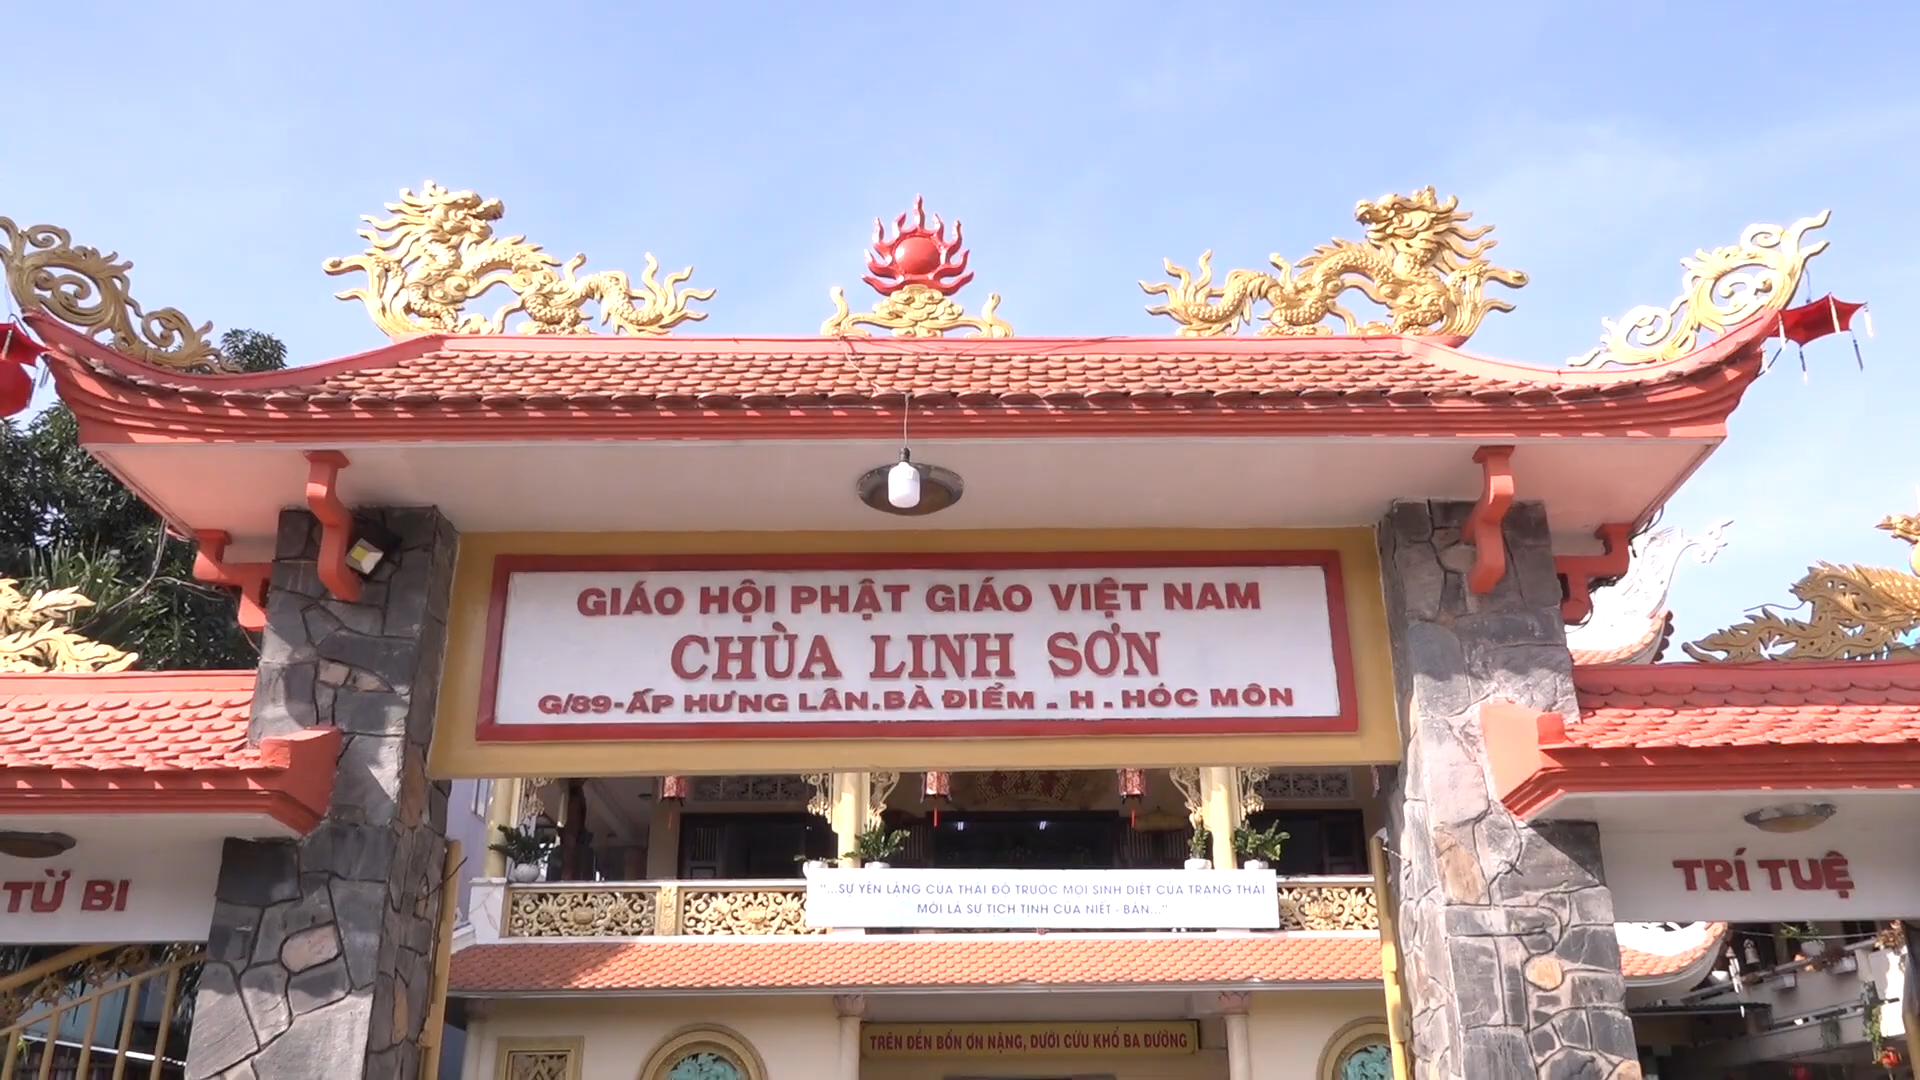 GIÁO HỘI PHẬT GIÁO VIỆT NAM
CHÙA LINH SƠN
G/89-ẤP HƯNG LÂN.BÀ ĐIỂM . H . HÓC MÔN
TỪ BI
TRÍ TUỆ
"...SỰ YÊN LẶNG CỦA THÁI ĐỘ TRƯỚC MỌI SINH DIỆT CỦA TRẠNG THÁI
MỚI LÀ SỰ TỊCH TỊNH CỦA NIẾT - BÀN..."
TRÊN ĐỀN BỐN ƠN NẶNG, DƯỚI CỨU KHỔ BA ĐƯỜNG